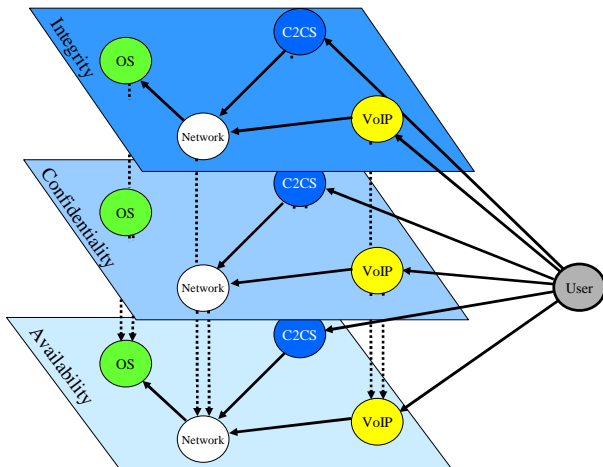 Integrity
C2CS
OS
VoIP
Network
Confidentiality
C2CS
OS
VoIP
Network
User
Availability
C2CS
OS
VoIP
Network